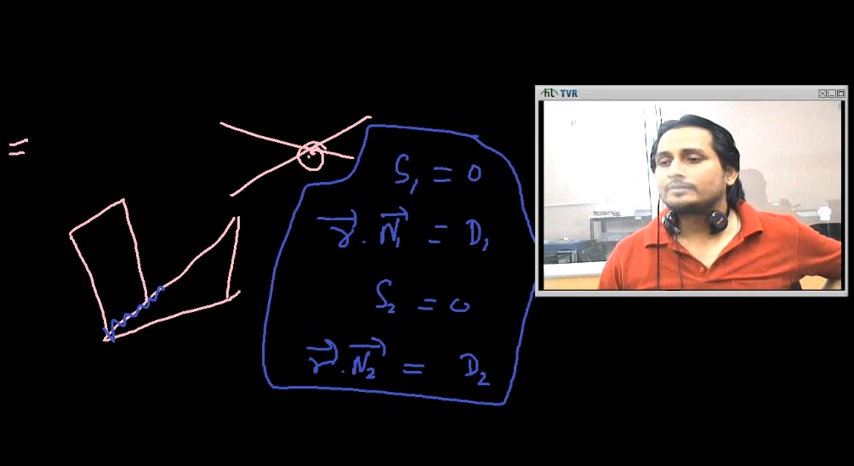 =
S₁ = 0
r⃗ . N⃗₁ = D₁
S₂ = 0
r⃗ . N⃗₂ = D₂
TVR